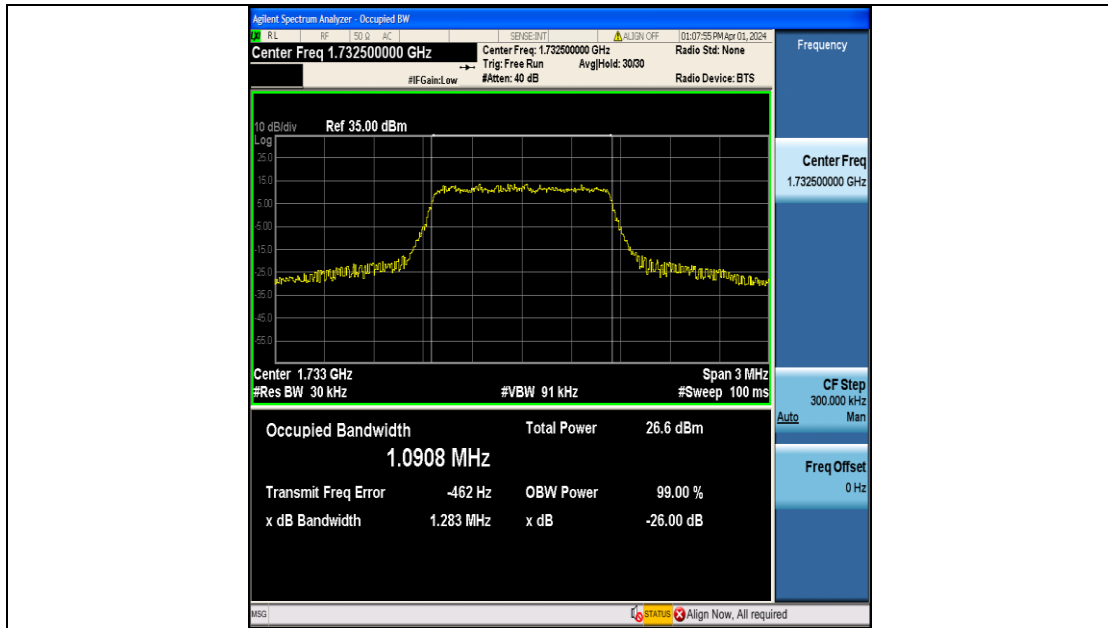 Agilent Spectrum Analyzer - Occupied BW
RL RF 50 Ω AC SENSE:INT ALIGN OFF 01:07:55 PM Apr 01, 2024
Center Freq 1.732500000 GHz
Center Freq: 1.732500000 GHz Radio Std: None
Trig: Free Run Avg|Hold: 30/30
#IFGain:Low #Atten: 40 dB Radio Device: BTS
10 dB/div Ref 35.00 dBm
Log
25.0
15.0
5.00
-5.00
-15.0
-25.0
-35.0
-45.0
-55.0
Center 1.733 GHz Span 3 MHz
#Res BW 30 kHz #VBW 91 kHz #Sweep 100 ms
Occupied Bandwidth Total Power 26.6 dBm
1.0908 MHz
Transmit Freq Error -462 Hz OBW Power 99.00 %
x dB Bandwidth 1.283 MHz x dB -26.00 dB
MSG STATUS Align Now, All required
Frequency
Center Freq
1.732500000 GHz
CF Step
300.000 kHz
Auto Man
Freq Offset
0 Hz